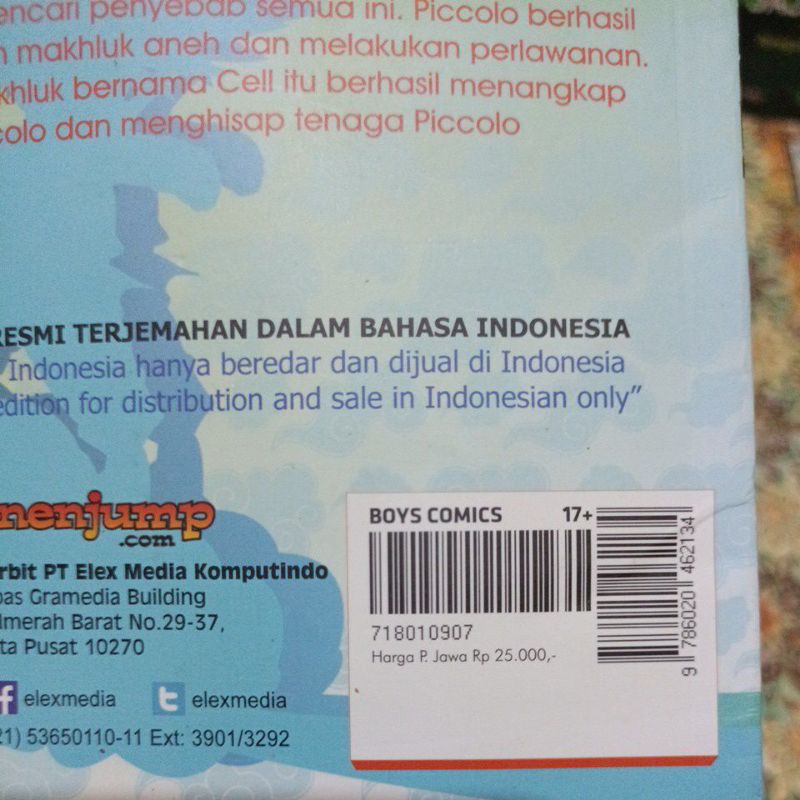 encari penyebab semua ini. Piccolo berhasil
makhluk aneh dan melakukan perlawanan.
khluk bernama Cell itu berhasil menangkap
colo dan menghisap tenaga Piccolo
RESMI TERJEMAHAN DALAM BAHASA INDONESIA
Indonesia hanya beredar dan dijual di Indonesia
edition for distribution and sale in Indonesian only”
nenjump
.com
rbit PT Elex Media Komputindo
pas Gramedia Building
lmerah Barat No.29-37,
ta Pusat 10270
f elexmedia t elexmedia
21) 53650110-11 Ext: 3901/3292
BOYS COMICS 17+
718010907
Harga P. Jawa Rp 25.000,-
9 786020 462134